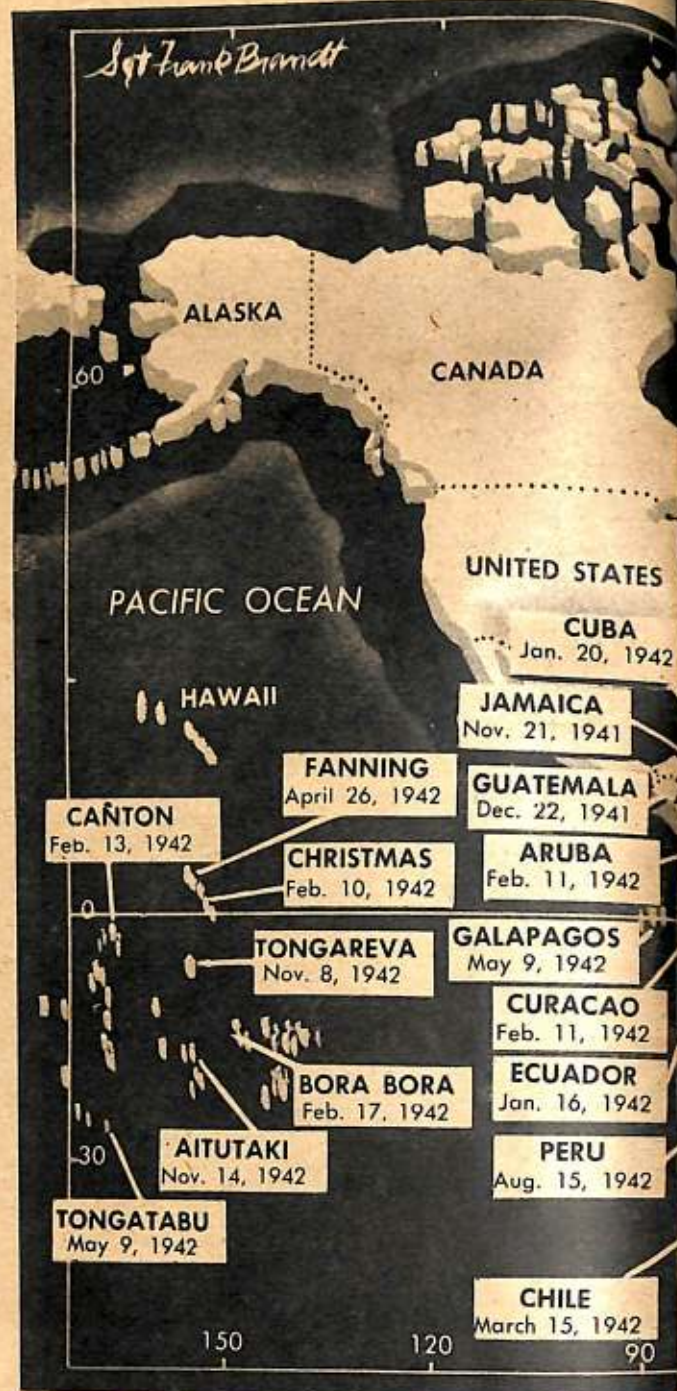 Sgt Frank Brandt
ALASKA
60
CANADA
PACIFIC OCEAN
UNITED STATES
CUBA
Jan. 20, 1942
HAWAII
JAMAICA
Nov. 21, 1941
FANNING
April 26, 1942
GUATEMALA
Dec. 22, 1941
CAÑTON
Feb. 13, 1942
CHRISTMAS
Feb. 10, 1942
ARUBA
Feb. 11, 1942
0
TONGAREVA
Nov. 8, 1942
GALAPAGOS
May 9, 1942
CURACAO
Feb. 11, 1942
BORA BORA
Feb. 17, 1942
ECUADOR
Jan. 16, 1942
AITUTAKI
Nov. 14, 1942
30
PERU
Aug. 15, 1942
TONGATABU
May 9, 1942
CHILE
March 15, 1942
150
120
90